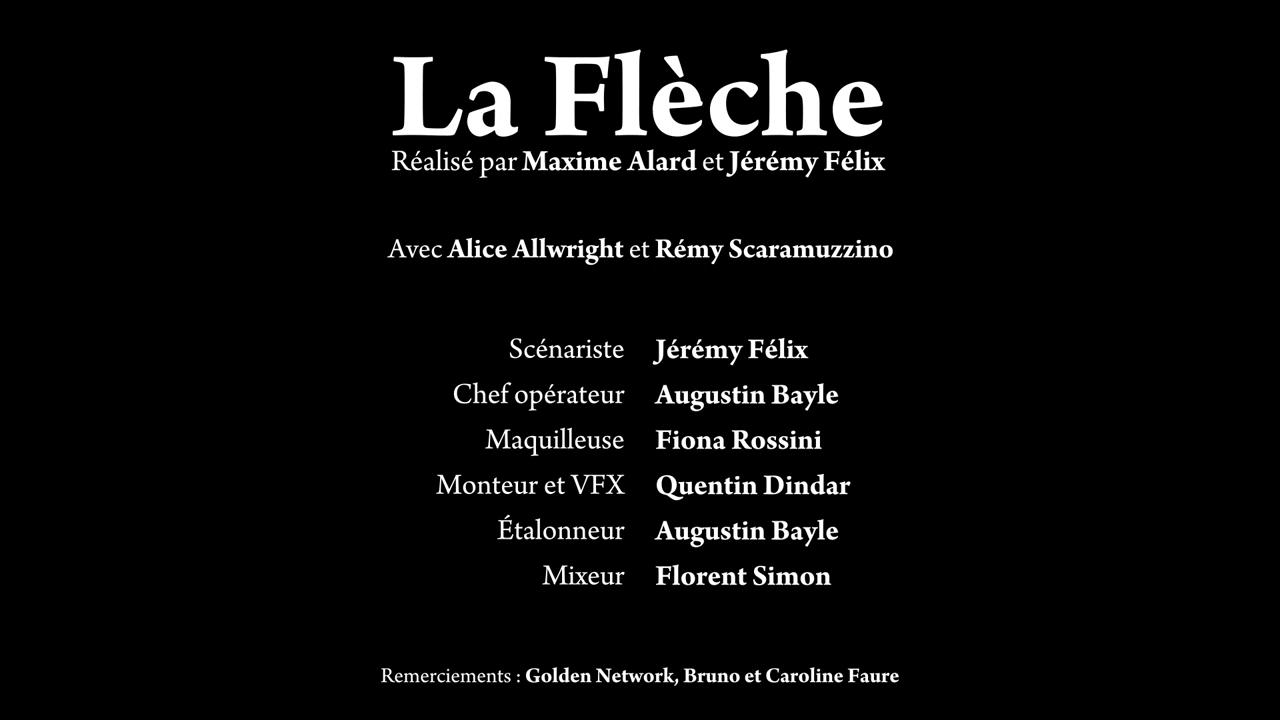 La Flèche
Réalisé par Maxime Alard et Jérémy Félix
Avec Alice Allwright et Rémy Scaramuzzino
Scénariste Jérémy Félix
Chef opérateur Augustin Bayle
Maquilleuse Fiona Rossini
Monteur et VFX Quentin Dindar
Étalonneur Augustin Bayle
Mixeur Florent Simon
Remerciements : Golden Network, Bruno et Caroline Faure